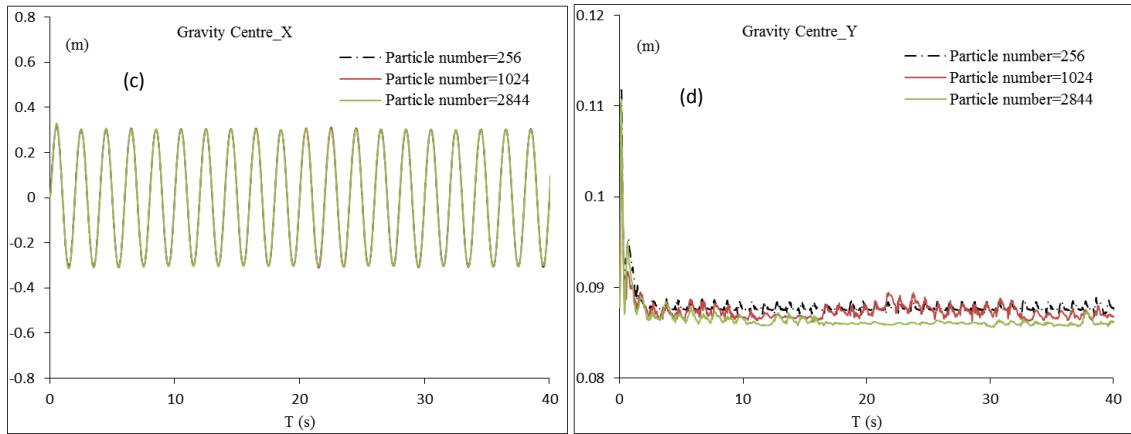 0.8
Gravity Centre_X
(m)
0.6
Particle number=256
(c)
Particle number=1024
0.4
Particle number=2844
0.2
0
-0.2
-0.4
-0.6
-0.8
0 10 20 30 40
T (s)
0.12
Gravity Centre_Y
(m)
Particle number=256
Particle number=1024
(d)
Particle number=2844
0.11
0.1
0.09
0.08
0 10 20 30 40
T (s)